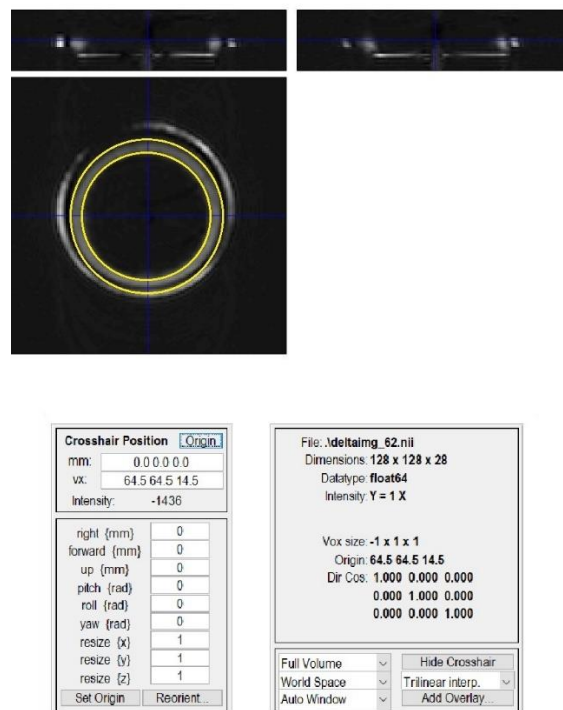 Crosshair Position Origin
mm: 0.0 0.0 0.0
vx: 64.5 64.5 14.5
Intensity: -1436
right {mm} 0
forward {mm} 0
up {mm} 0
pitch {rad} 0
roll {rad} 0
yaw {rad} 0
resize {x} 1
resize {y} 1
resize {z} 1
Set Origin Reorient...
File: .\deltaimg_62.nii
Dimensions: 128 x 128 x 28
Datatype: float64
Intensity: Y = 1 X
Vox size: -1 x 1 x 1
Origin: 64.5 64.5 14.5
Dir Cos: 1.000 0.000 0.000
0.000 1.000 0.000
0.000 0.000 1.000
Full Volume Hide Crosshair
World Space Trilinear interp.
Auto Window Add Overlay...